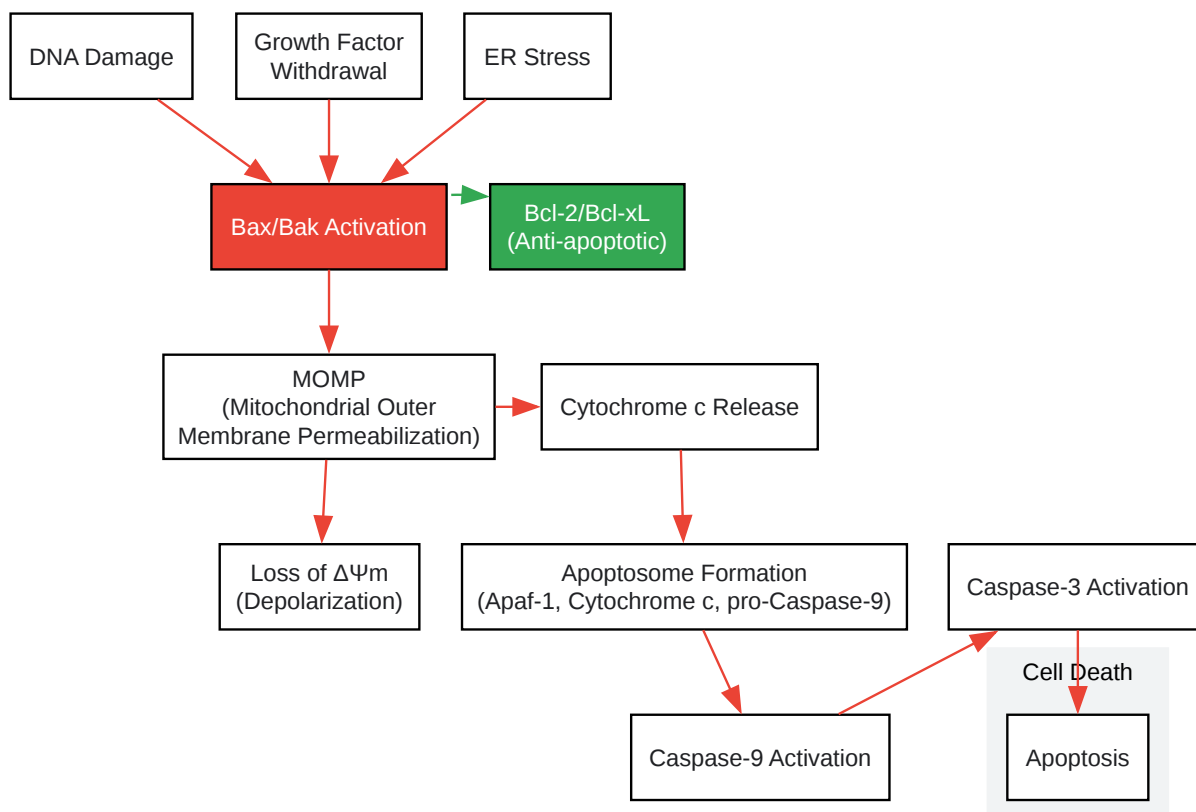 DNA Damage
Growth Factor
Withdrawal
ER Stress
Bax/Bak Activation
Bcl-2/Bcl-xL
(Anti-apoptotic)
MOMP
(Mitochondrial Outer
Membrane Permeabilization)
Cytochrome c Release
Loss of ΔΨm
(Depolarization)
Apoptosome Formation
(Apaf-1, Cytochrome c, pro-Caspase-9)
Caspase-3 Activation
Cell Death
Caspase-9 Activation
Apoptosis